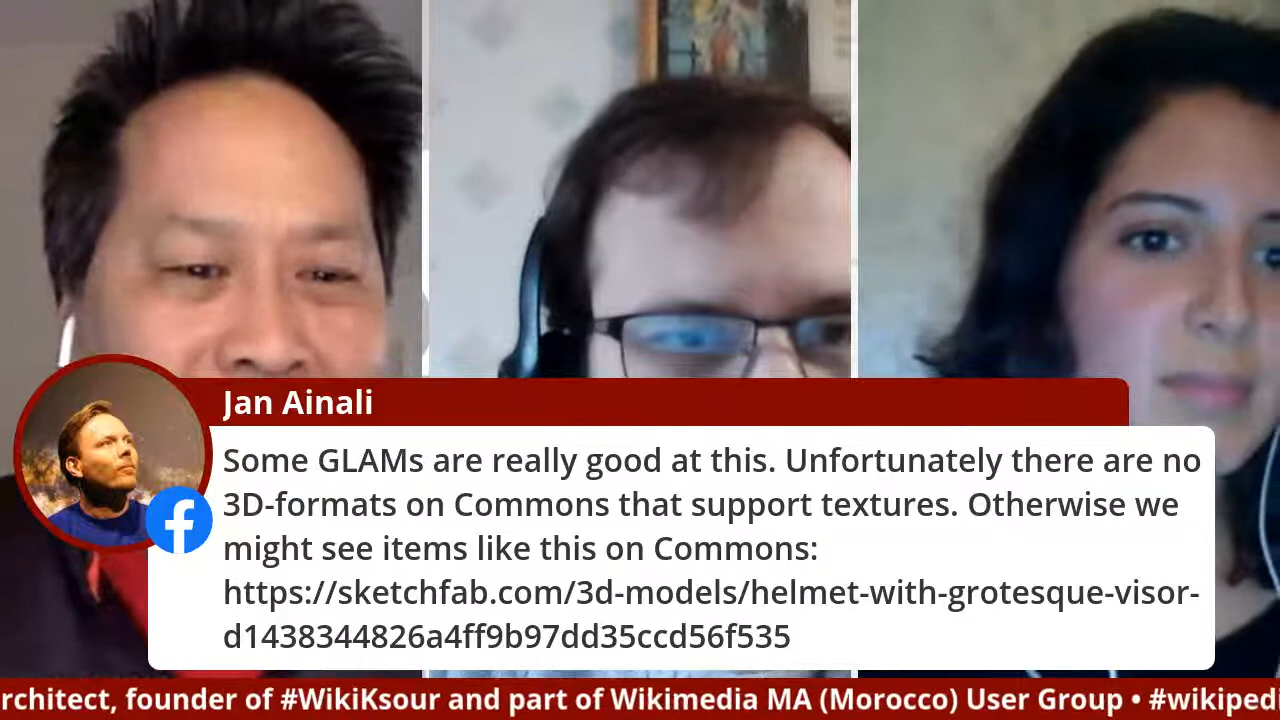 Jan Ainali
Some GLAMs are really good at this. Unfortunately there are no
3D-formats on Commons that support textures. Otherwise we
might see items like this on Commons:
https://sketchfab.com/3d-models/helmet-with-grotesque-visor-
d1438344826a4ff9b97dd35ccd56f535
rchitect, founder of #WikiKsour and part of Wikimedia MA (Morocco) User Group • #wikiped